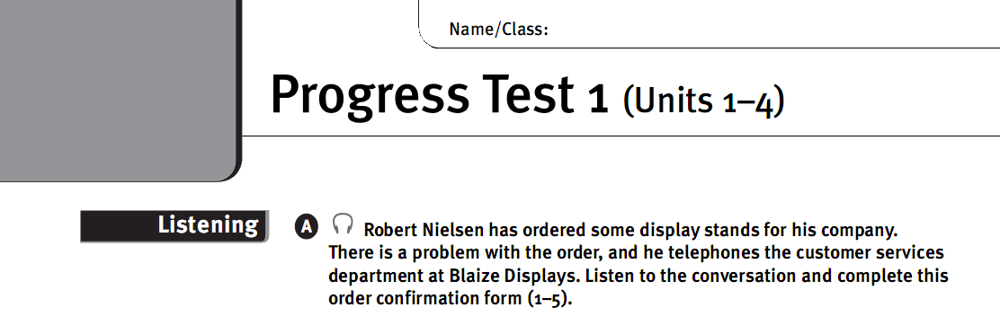 Name/Class:
Progress Test 1 (Units 1–4)
Listening
A Robert Nielsen has ordered some display stands for his company.
There is a problem with the order, and he telephones the customer services
department at Blaize Displays. Listen to the conversation and complete this
order confirmation form (1–5).